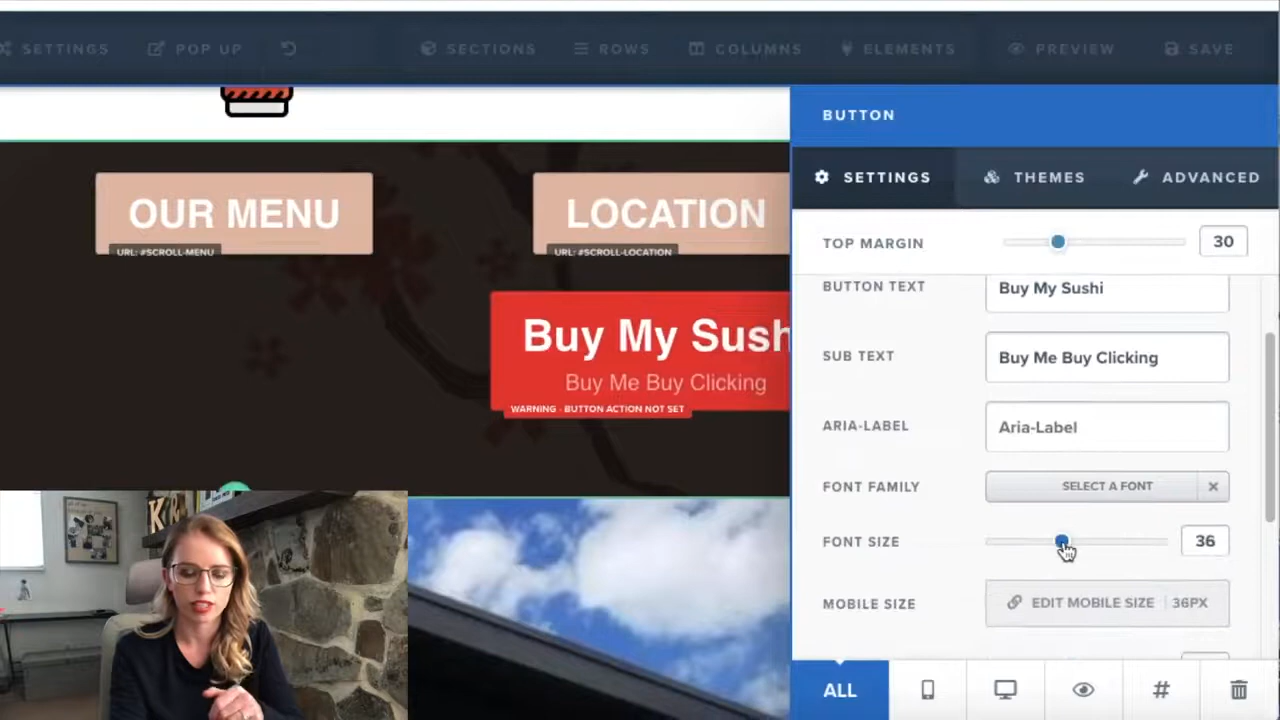 SETTINGS
POP UP
SECTIONS
ROWS
COLUMNS
ELEMENTS
PREVIEW
SAVE
BUTTON
SETTINGS
THEMES
ADVANCED
TOP MARGIN
30
OUR MENU
URL: #SCROLL-MENU
LOCATION
URL: #SCROLL-LOCATION
Buy My Sush
Buy Me Buy Clicking
WARNING - BUTTON ACTION NOT SET
BUTTON TEXT
Buy My Sushi
SUB TEXT
Buy Me Buy Clicking
ARIA-LABEL
Aria-Label
FONT FAMILY
SELECT A FONT
FONT SIZE
36
MOBILE SIZE
EDIT MOBILE SIZE
36PX
ALL